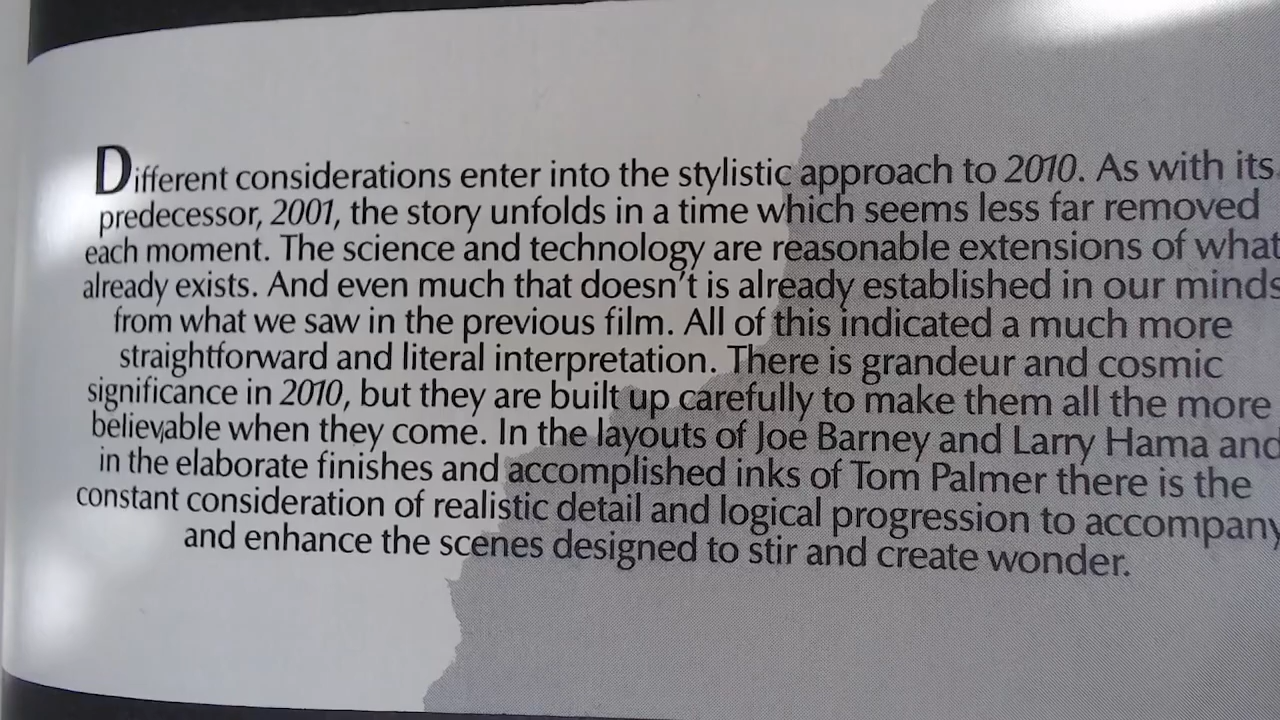 Different considerations enter into the stylistic approach to 2010. As with its
predecessor, 2001, the story unfolds in a time which seems less far removed
each moment. The science and technology are reasonable extensions of what
already exists. And even much that doesn't is already established in our minds
from what we saw in the previous film. All of this indicated a much more
straightforward and literal interpretation. There is grandeur and cosmic
significance in 2010, but they are built up carefully to make them all the more
believable when they come. In the layouts of Joe Barney and Larry Hama and
in the elaborate finishes and accomplished inks of Tom Palmer there is the
constant consideration of realistic detail and logical progression to accompany
and enhance the scenes designed to stir and create wonder.